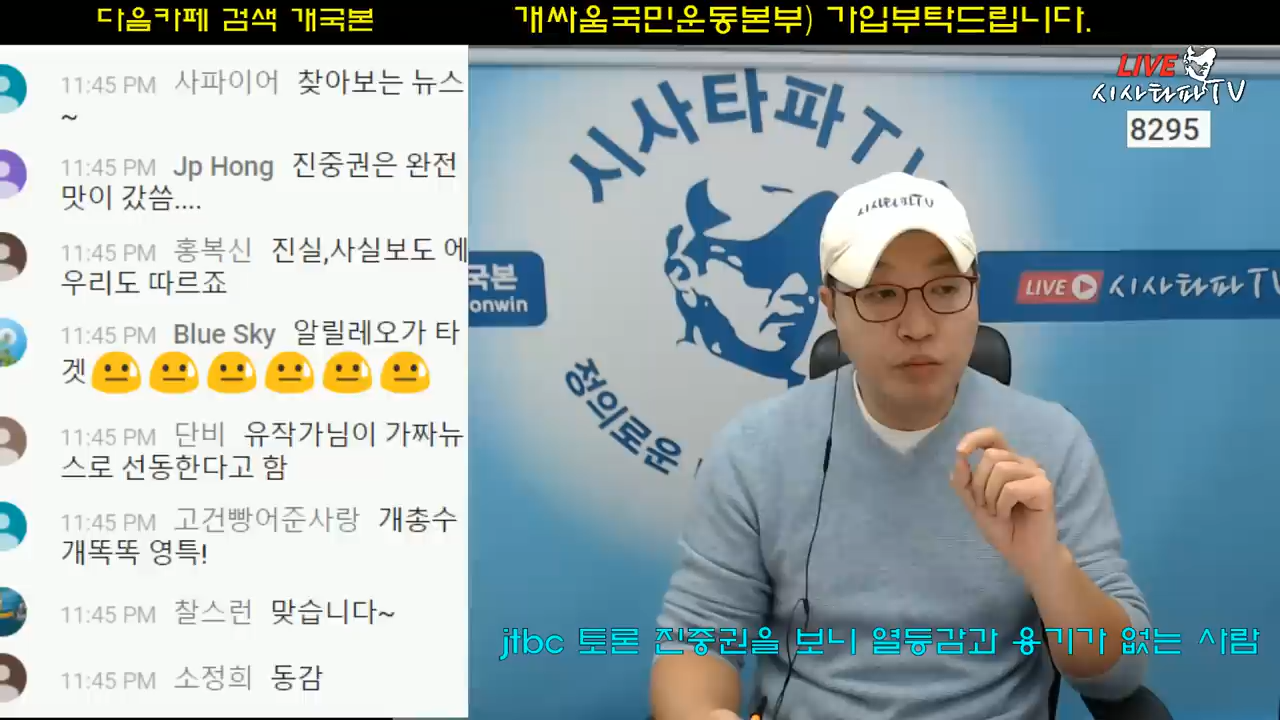 다음카페 검색 개국본
개싸움국민운동본부) 가입부탁드립니다.
11:45 PM 사파이어 찾아보는 뉴스
~
11:45 PM Jp Hong 진중권은 완전
맛이 갔씀....
11:45 PM 홍복신 진실,사실보도 에
우리도 따르죠
11:45 PM Blue Sky 알릴레오가 타
겟
11:45 PM 단비 유작가님이 가짜뉴
스로 선동한다고 함
11:45 PM 고건빵어준사랑 개총수
개똑똑 영특!
11:45 PM 찰스런 맞습니다~
11:45 PM 소정희 동감
시사타파TV
LIVE
시사타파TV
8295
시사타파TV
국본
onwin
LIVE 시사타파TV
정의로운
jtbc 토론 진중권을 보니 열등감과 용기가 없는 사람